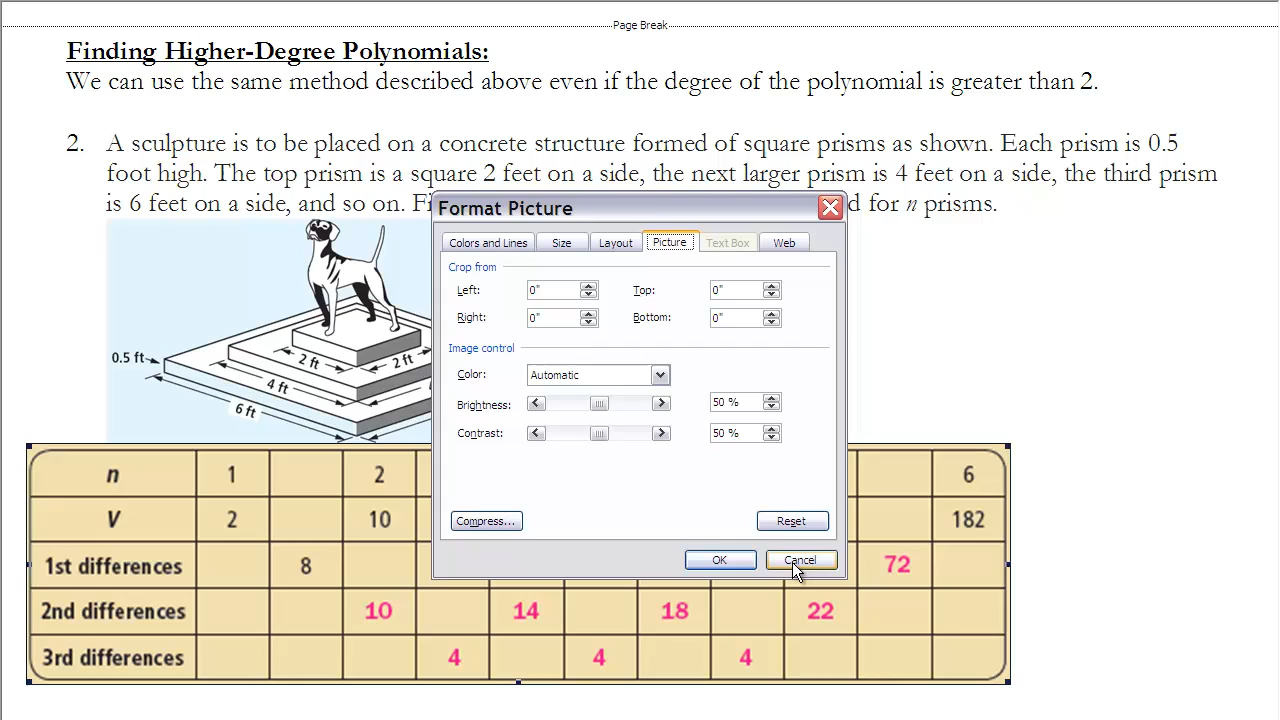 Page Break
Finding Higher-Degree Polynomials:
We can use the same method described above even if the degree of the polynomial is greater than 2.
2. A sculpture is to be placed on a concrete structure formed of square prisms as shown. Each prism is 0.5
foot high. The top prism is a square 2 feet on a side, the next larger prism is 4 feet on a side, the third prism
is 6 feet on a side, and so on. for n prisms.
Format Picture
Colors and Lines Size Layout Picture Text Box Web
Crop from
Left: 0" Top: 0"
Right: 0" Bottom: 0"
Image control
Color: Automatic
Brightness: 50 %
Contrast: 50 %
Compress... Reset
OK Cancel
0.5 ft
2 ft 2 ft
4 ft
6 ft
n 1 2 6
V 2 10 182
1st differences 8 72
2nd differences 10 14 18 22
3rd differences 4 4 4